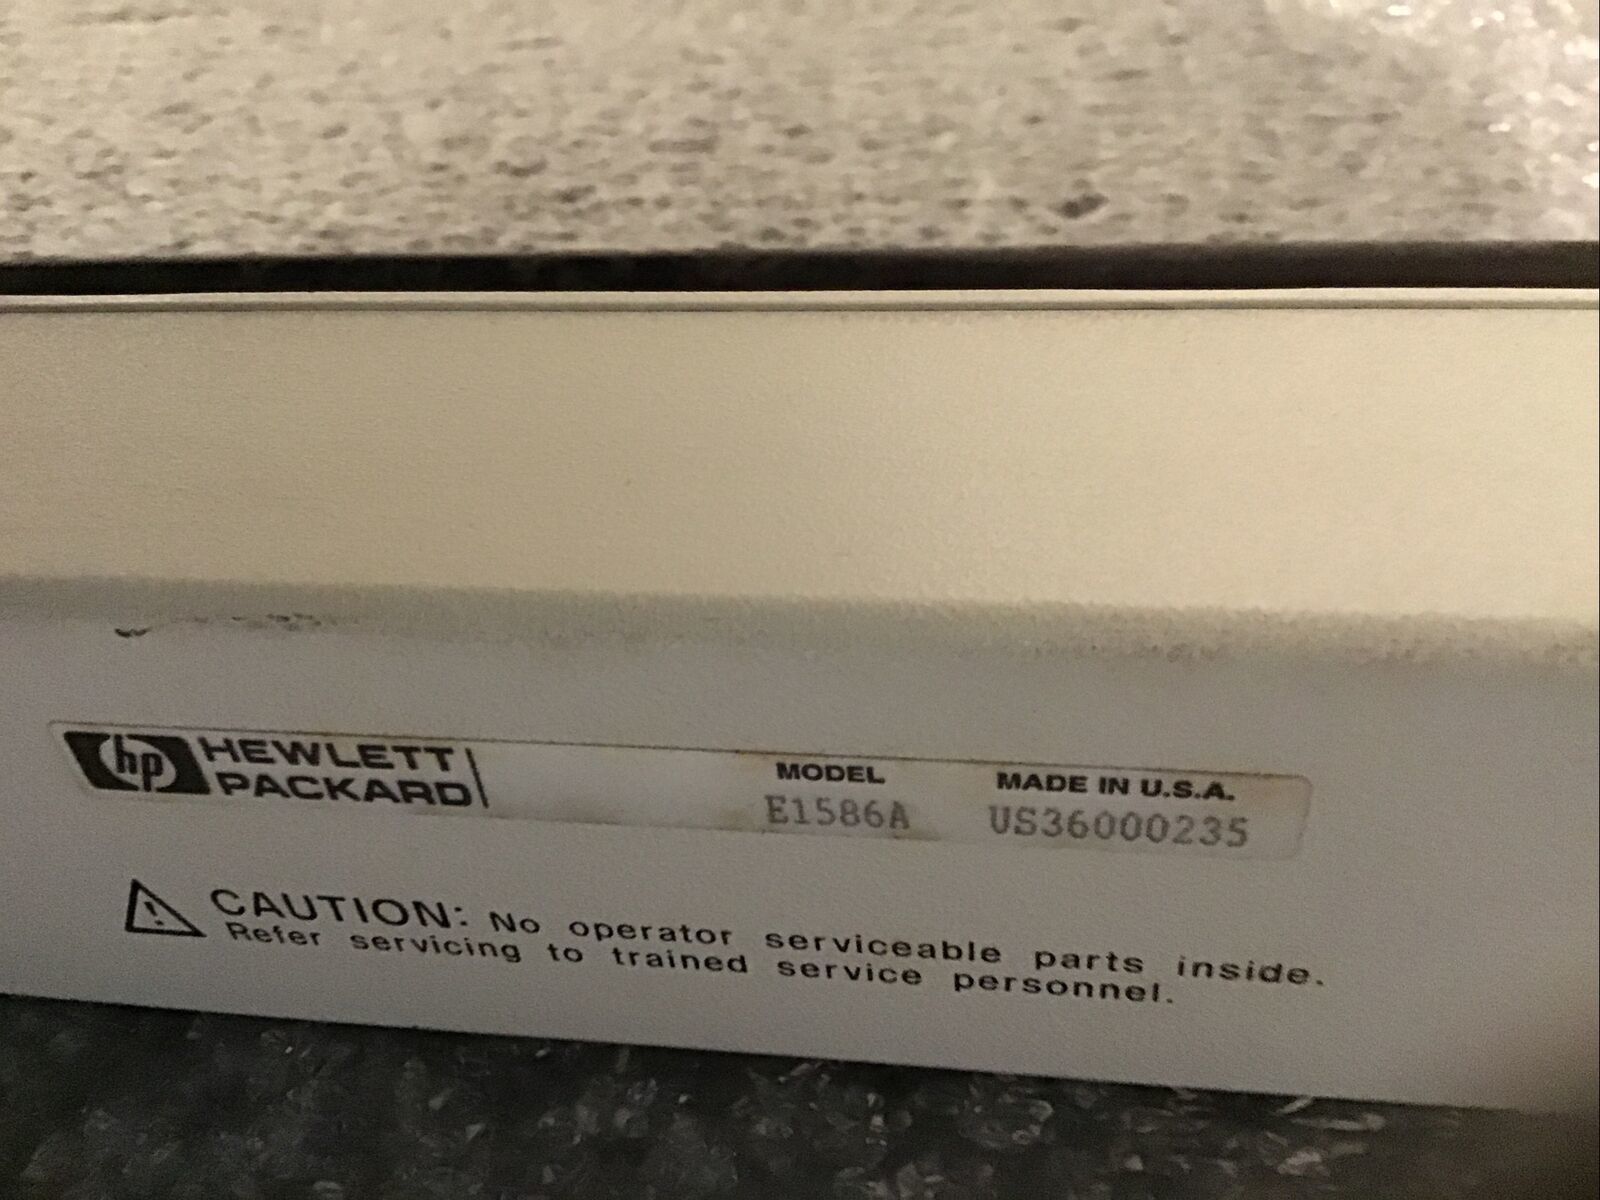 hp HEWLETT PACKARD
MODEL MADE IN U.S.A.
E1586A US36000235
CAUTION: No operator serviceable parts inside.
Refer servicing to trained service personnel.